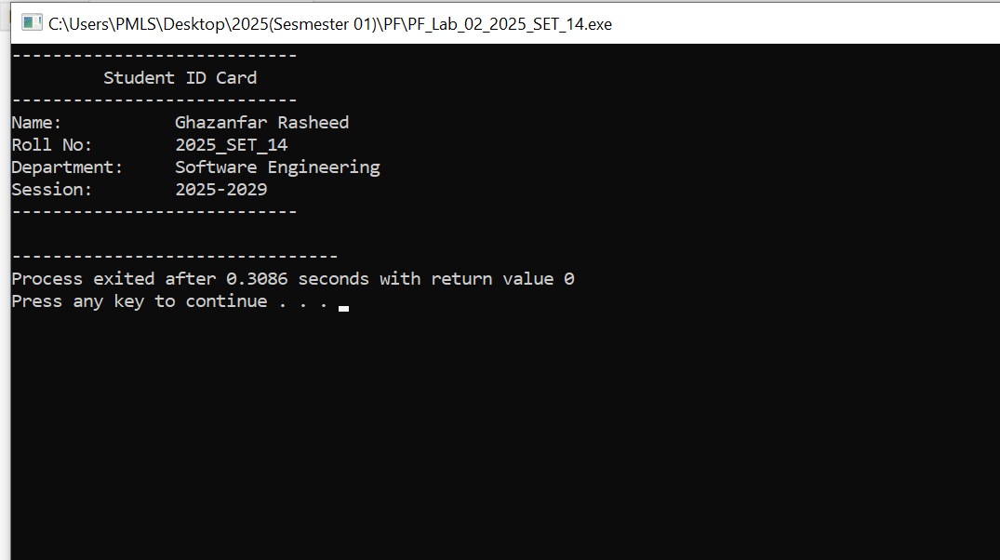 C:\Users\PMLS\Desktop\2025(Sesmester 01)\PF\PF_Lab_02_2025_SET_14.exe
----------------------------
         Student ID Card
----------------------------
Name:           Ghazanfar Rasheed
Roll No:        2025_SET_14
Department:     Software Engineering
Session:        2025-2029
----------------------------

--------------------------------
Process exited after 0.3086 seconds with return value 0
Press any key to continue . . .